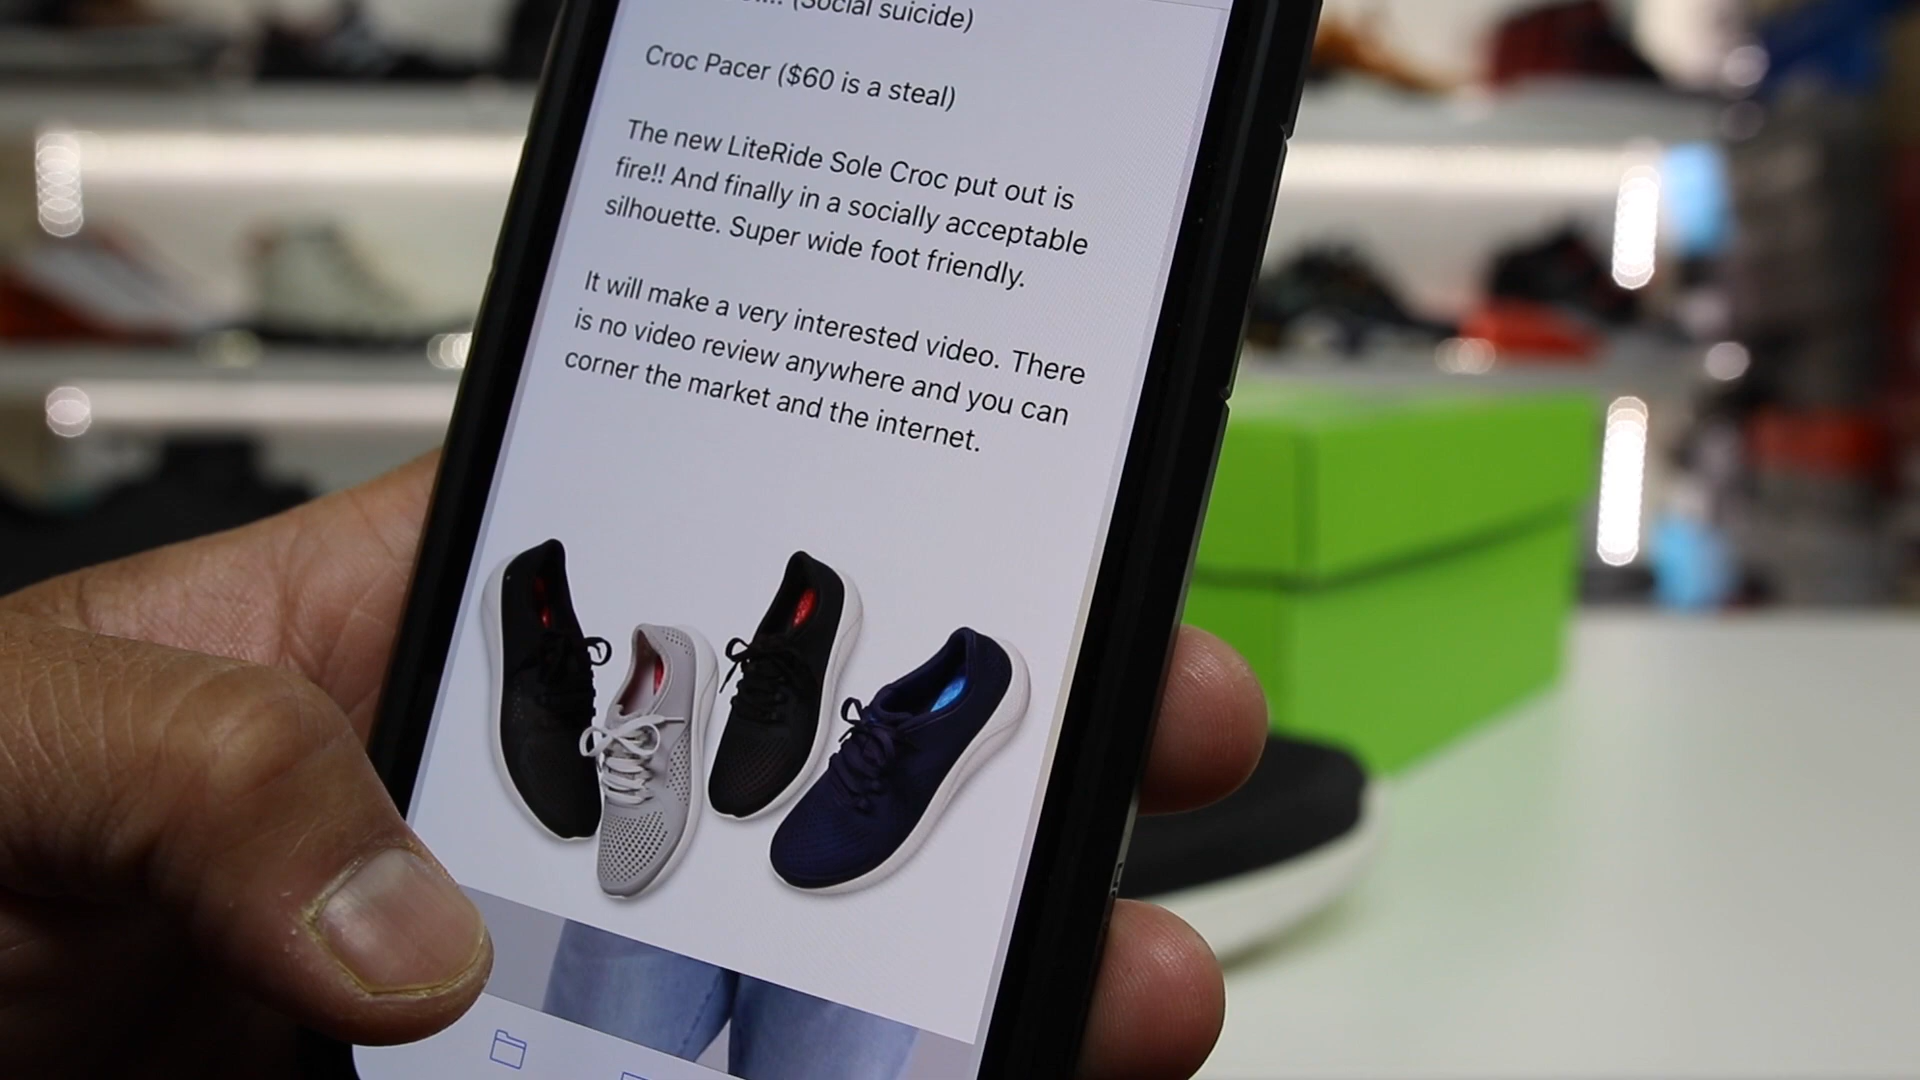 (Social suicide)
Croc Pacer ($60 is a steal)
The new LiteRide Sole Croc put out is
fire!! And finally in a socially acceptable
silhouette. Super wide foot friendly.
It will make a very interested video. There
is no video review anywhere and you can
corner the market and the internet.